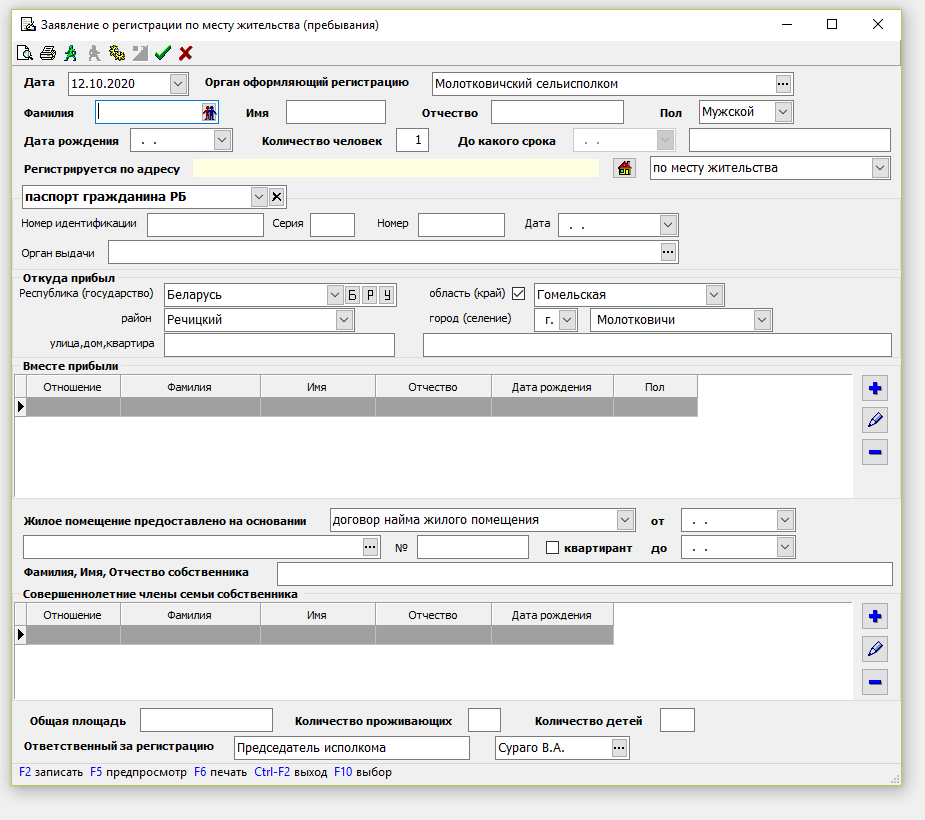 Заявление о регистрации по месту жительства (пребывания)
Дата 12.10.2020 Орган оформляющий регистрацию Молотковичский сельисполком ...
Фамилия Имя Отчество Пол Мужской
Дата рождения . . Количество человек 1 До какого срока . .
Регистрируется по адресу по месту жительства
паспорт гражданина РБ
Номер идентификации Серия Номер Дата . .
Орган выдачи ...
Откуда прибыл
Республика (государство) Беларусь Б Р У область (край) Гомельская
район Речицкий город (селение) г. Молотковичи
улица,дом,квартира
Вместе прибыли
Отношение Фамилия Имя Отчество Дата рождения Пол
Жилое помещение предоставлено на основании договор найма жилого помещения от . .
... № квартирант до . .
Фамилия, Имя, Отчество собственника
Совершеннолетние члены семьи собственника
Отношение Фамилия Имя Отчество Дата рождения
Общая площадь Количество проживающих Количество детей
Ответственный за регистрацию Председатель исполкома Сураго В.А. ...
F2 записать F5 предпросмотр F6 печать Ctrl-F2 выход F10 выбор